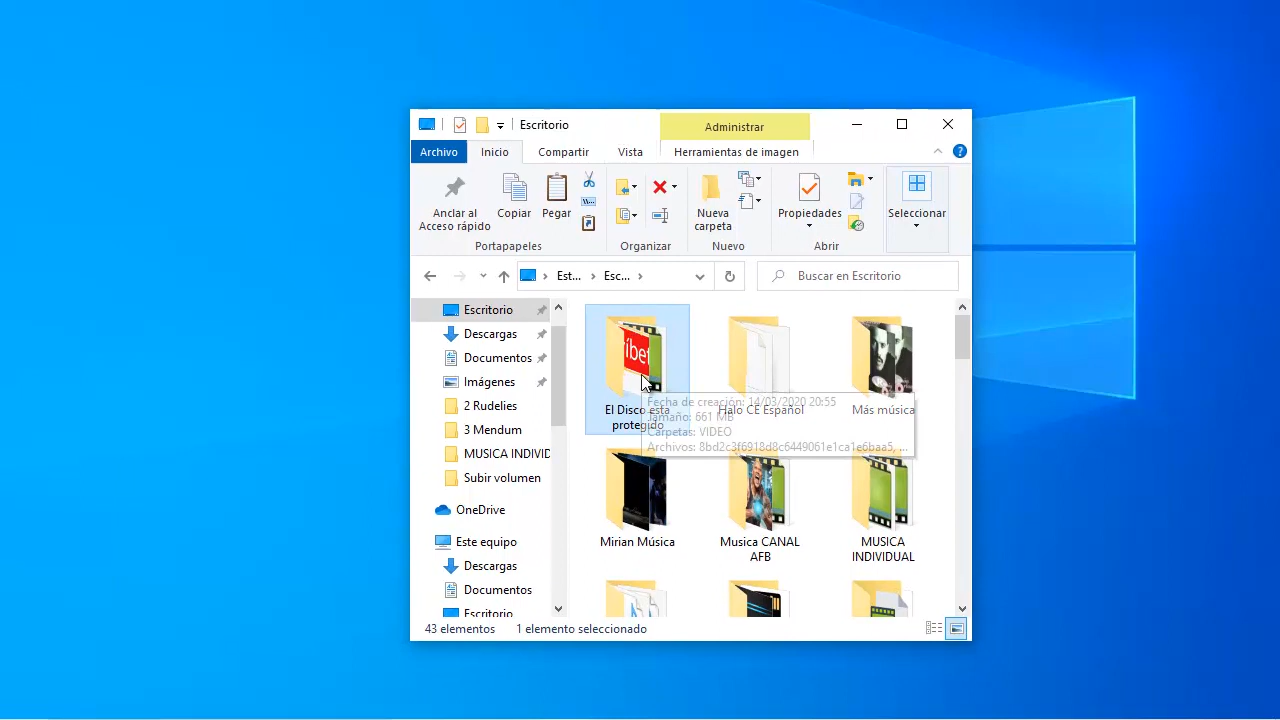 Escritorio
Administrar
Archivo
Inicio
Compartir
Vista
Herramientas de imagen
Anclar al
Acceso rápido
Copiar
Pegar
Nueva
carpeta
Propiedades
Seleccionar
Portapapeles
Organizar
Nuevo
Abrir
Est...
Esc...
Buscar en Escritorio
Escritorio
Descargas
Documentos
Imágenes
2 Rudelies
3 Mendum
MUSICA INDIVID
Subir volumen
OneDrive
Este equipo
Descargas
Documentos
Escritorio
El Disco esta
protegido
Halo CE Español
Más música
Fecha de creación: 14/03/2020 20:55
Tamaño: 661 MB
Carpetas: VIDEO
Archivos: 8bd2c3f6918d8c6449061e1ca1e6baa5, ...
Mirian Música
Musica CANAL
AFB
MUSICA
INDIVIDUAL
43 elementos
1 elemento seleccionado